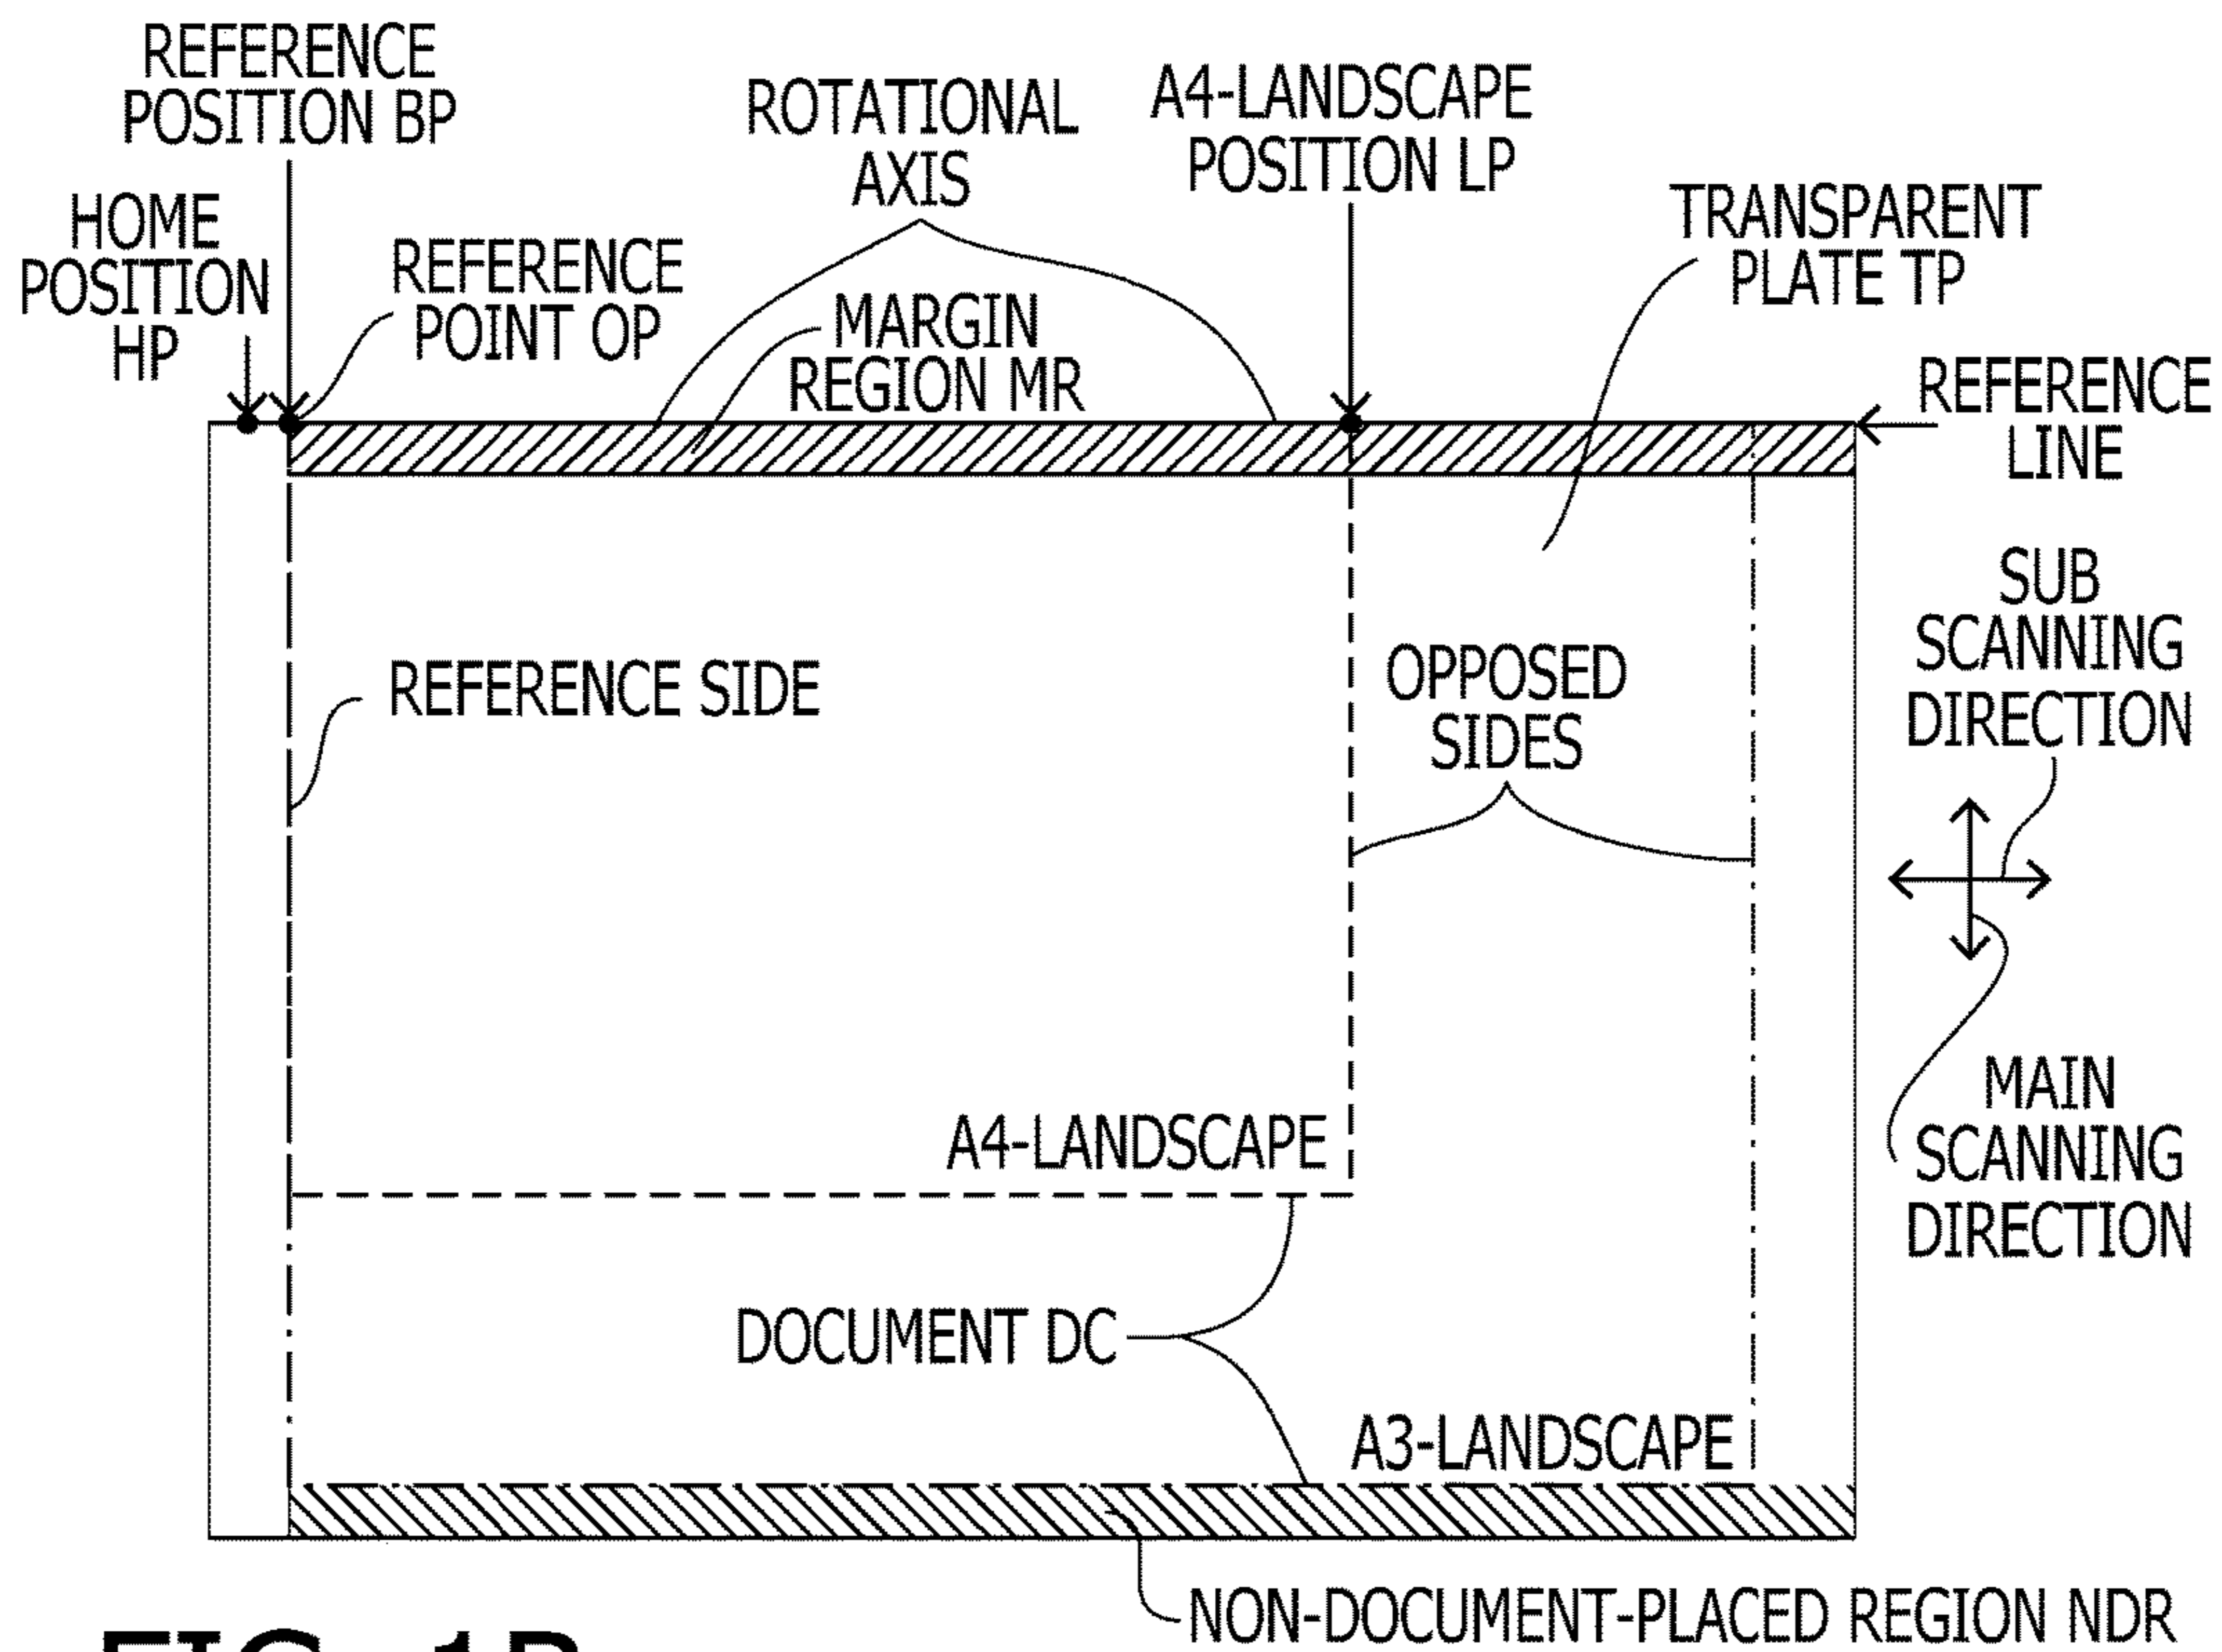 REFERENCE
POSITION BP
ROTATIONAL
AXIS
A4-LANDSCAPE
POSITION LP
TRANSPARENT
PLATE TP
HOME
POSITION
HP
REFERENCE
POINT OP
MARGIN
REGION MR
REFERENCE
LINE
SUB
SCANNING
DIRECTION
REFERENCE SIDE
OPPOSED
SIDES
MAIN
SCANNING
DIRECTION
A4-LANDSCAPE
DOCUMENT DC
A3-LANDSCAPE
NON-DOCUMENT-PLACED REGION NDR
FIG. 1B